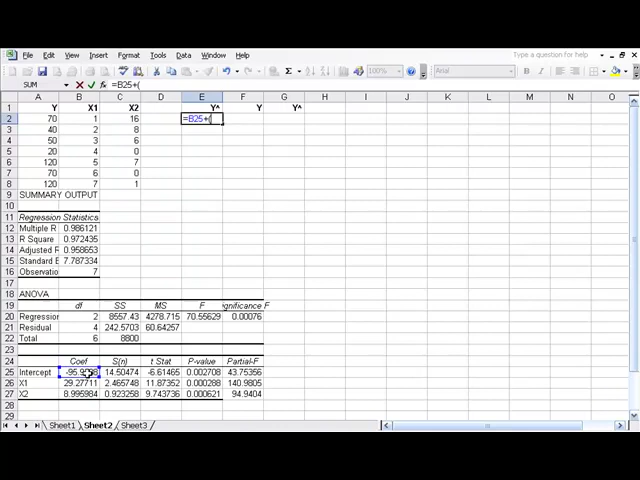 File Edit View Insert Format Tools Data Window Help Type a question for help
Σ 100% Arial
SUM =B25+(
A B C D E F G H I J K L M N O
1 Y X1 X2 Y^ Y Y^
2 70 1 16 =B25+(
3 40 2 8
4 50 3 6
5 20 4 0
6 120 5 7
7 70 6 0
8 120 7 1
9 SUMMARY OUTPUT
10
11 Regression Statistics
12 Multiple R 0.986121
13 R Square 0.972435
14 Adjusted F 0.958653
15 Standard E 7.787334
16 Observatio 7
17
18 ANOVA
19 df SS MS F gnificance F
20 Regression 2 8557.43 4278.715 70.55629 0.00076
21 Residual 4 242.5703 60.64257
22 Total 6 8800
23
24 Coef S(n) t Stat P-value Partial-F
25 Intercept 14.50474 -6.61465 0.002708 43.75356
26 X1 29.27711 2.465748 11.87352 0.000288 140.9805
27 X2 8.995984 0.923258 9.743736 0.000621 94.9404
28
29
Sheet1 Sheet2 Sheet3